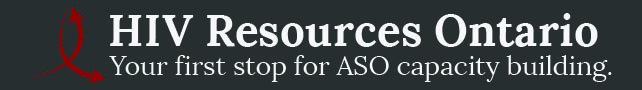 HIV Resources Ontario
Your first stop for ASO capacity building.